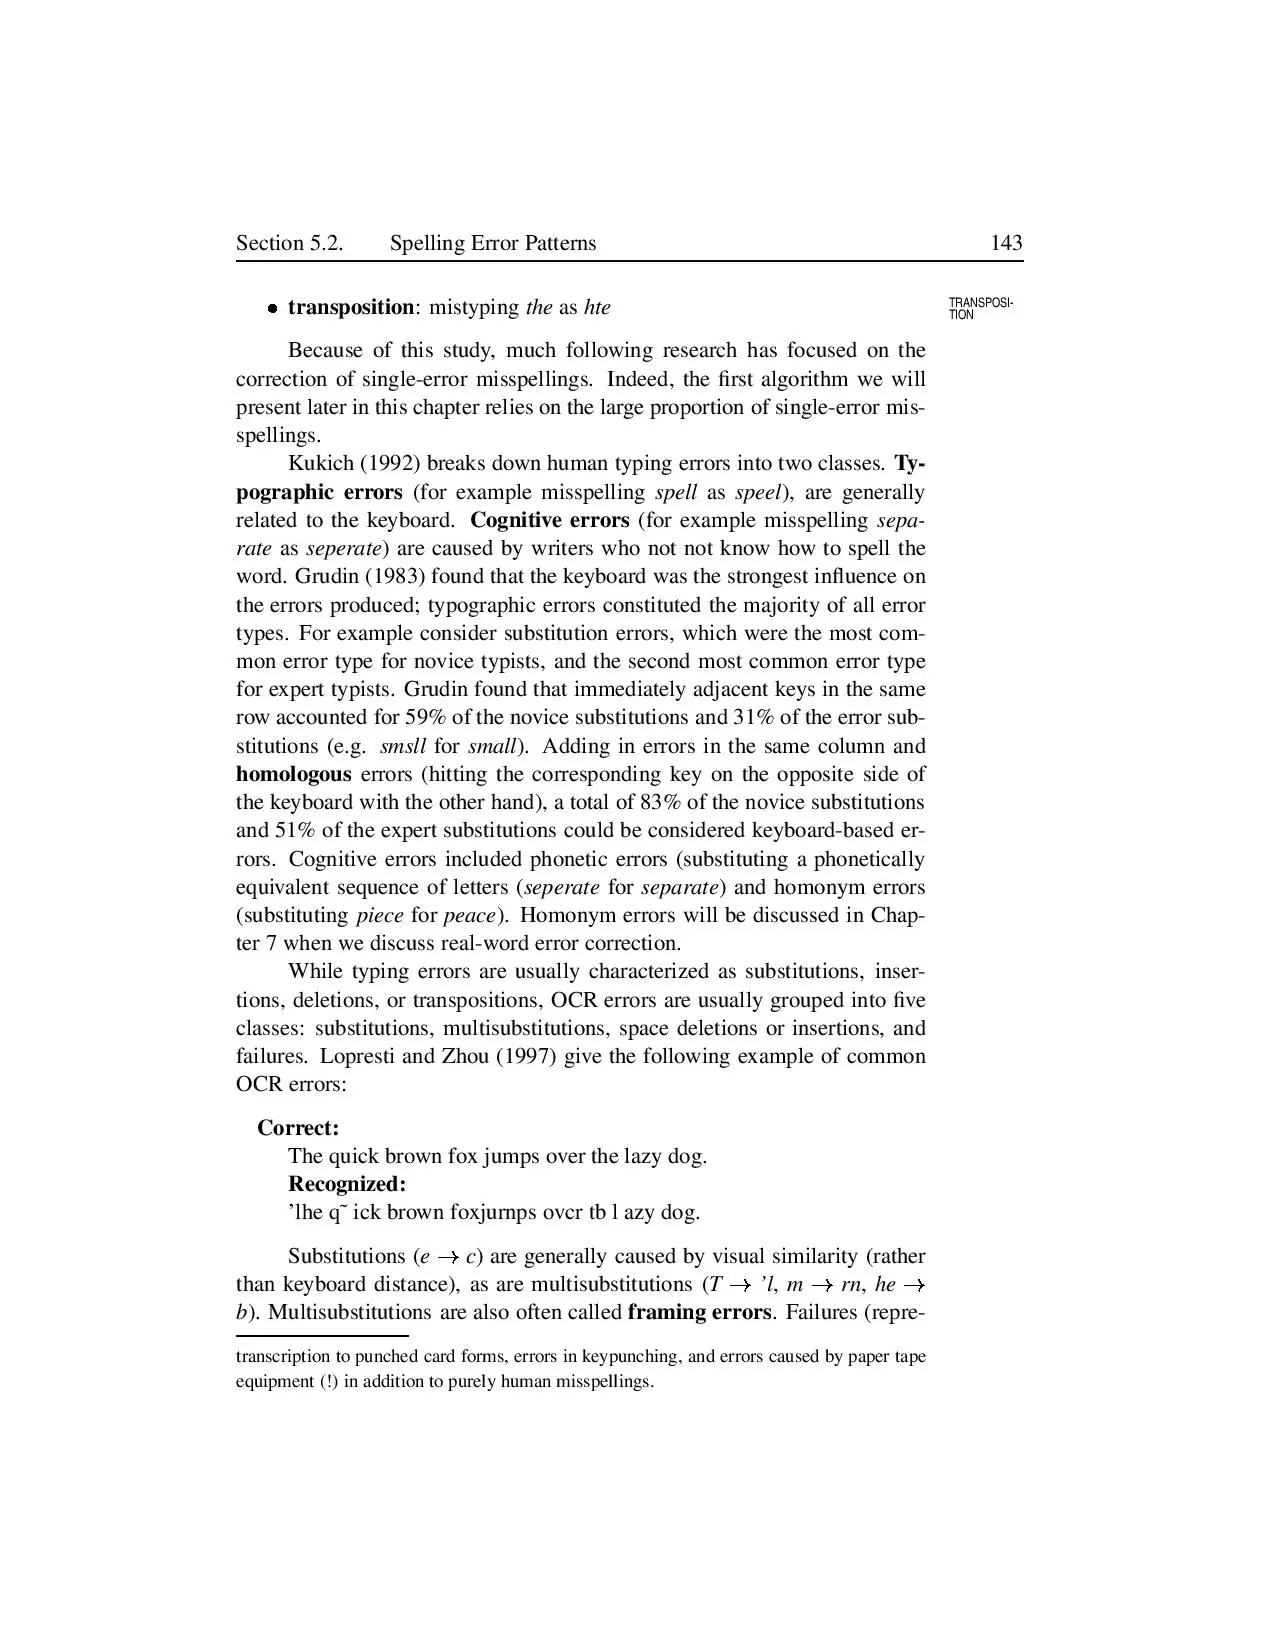 Section 5.2. Spelling Error Patterns 143
• transposition: mistyping the as hte
TRANSPOSI-
TION
Because of this study, much following research has focused on the
correction of single-error misspellings. Indeed, the first algorithm we will
present later in this chapter relies on the large proportion of single-error mis-
spellings.
Kukich (1992) breaks down human typing errors into two classes. Ty-
pographic errors (for example misspelling spell as speel), are generally
related to the keyboard. Cognitive errors (for example misspelling sepa-
rate as seperate) are caused by writers who not not know how to spell the
word. Grudin (1983) found that the keyboard was the strongest influence on
the errors produced; typographic errors constituted the majority of all error
types. For example consider substitution errors, which were the most com-
mon error type for novice typists, and the second most common error type
for expert typists. Grudin found that immediately adjacent keys in the same
row accounted for 59% of the novice substitutions and 31% of the error sub-
stitutions (e.g. smsll for small). Adding in errors in the same column and
homologous errors (hitting the corresponding key on the opposite side of
the keyboard with the other hand), a total of 83% of the novice substitutions
and 51% of the expert substitutions could be considered keyboard-based er-
rors. Cognitive errors included phonetic errors (substituting a phonetically
equivalent sequence of letters (seperate for separate) and homonym errors
(substituting piece for peace). Homonym errors will be discussed in Chap-
ter 7 when we discuss real-word error correction.
While typing errors are usually characterized as substitutions, inser-
tions, deletions, or transpositions, OCR errors are usually grouped into five
classes: substitutions, multisubstitutions, space deletions or insertions, and
failures. Lopresti and Zhou (1997) give the following example of common
OCR errors:
Correct:
The quick brown fox jumps over the lazy dog.
Recognized:
’lhe q˜ ick brown foxjurnps ovcr tb l azy dog.
Substitutions (e → c) are generally caused by visual similarity (rather
than keyboard distance), as are multisubstitutions (T → ’l, m → rn, he →
b). Multisubstitutions are also often called framing errors. Failures (repre-
transcription to punched card forms, errors in keypunching, and errors caused by paper tape
equipment (!) in addition to purely human misspellings.